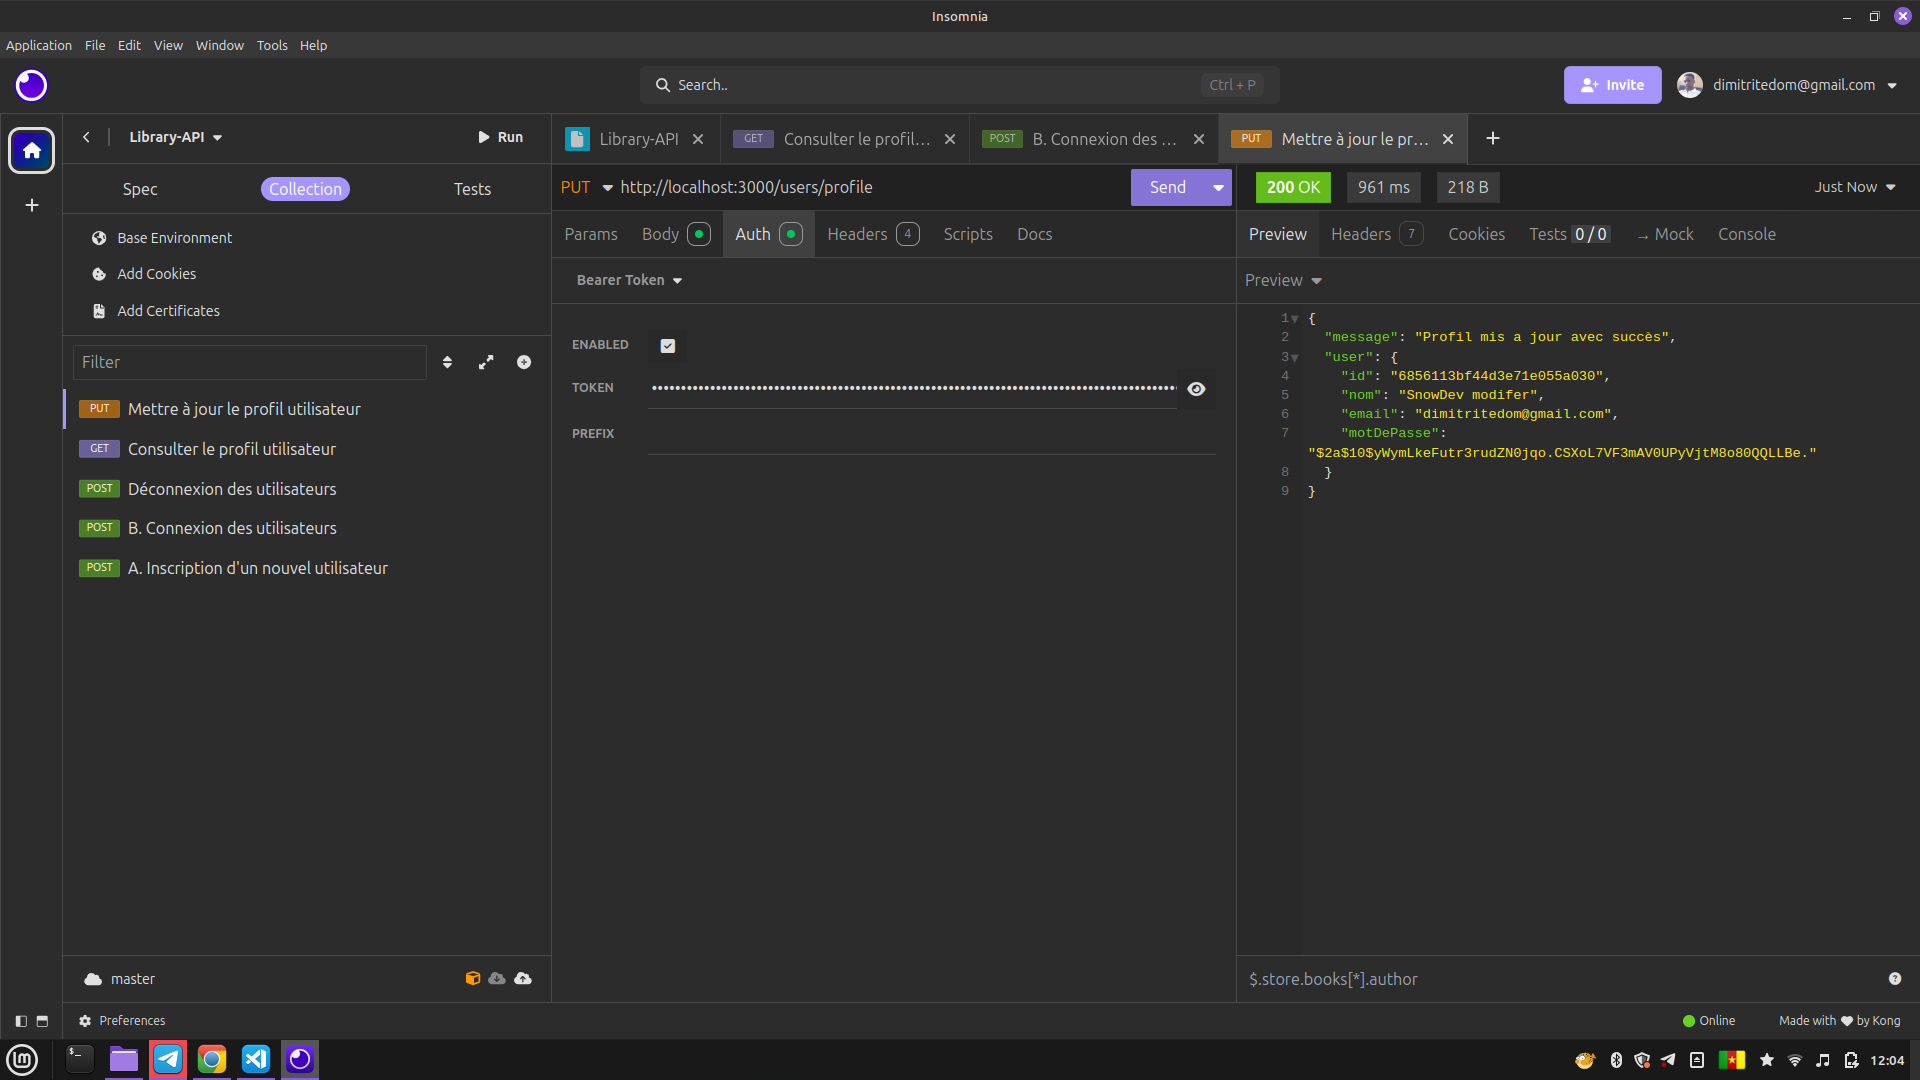 Insomnia
Application File Edit View Window Tools Help
Search.. Ctrl + P
Invite
dimitritedom@gmail.com
Library-API
Run
Library-API
GET Consulter le profil...
POST B. Connexion des ...
PUT Mettre à jour le pr...
Spec Collection Tests
PUT http://localhost:3000/users/profile
Send
200 OK 961 ms 218 B
Just Now
Base Environment
Add Cookies
Add Certificates
Params Body Auth Headers 4 Scripts Docs
Preview Headers 7 Cookies Tests 0 / 0 → Mock Console
Bearer Token
Preview
Filter
ENABLED
TOKEN ••••••••••••••••••••••••••••••••••••••••••••••••••••••••••••••••••••••••••••••••
PREFIX
PUT Mettre à jour le profil utilisateur
GET Consulter le profil utilisateur
POST Déconnexion des utilisateurs
POST B. Connexion des utilisateurs
POST A. Inscription d'un nouvel utilisateur
1 {
2 "message": "Profil mis a jour avec succès",
3 "user": {
4 "id": "6856113bf44d3e71e055a030",
5 "nom": "SnowDev modifer",
6 "email": "dimitritedom@gmail.com",
7 "motDePasse":
"$2a$10$yWymLkeFutr3rudZN0jqo.CSXoL7VF3mAV0UPyVjtM8o80QQLLBe."
8 }
9 }
master
$.store.books[*].author
Preferences
Online
Made with ❤ by Kong
12:04